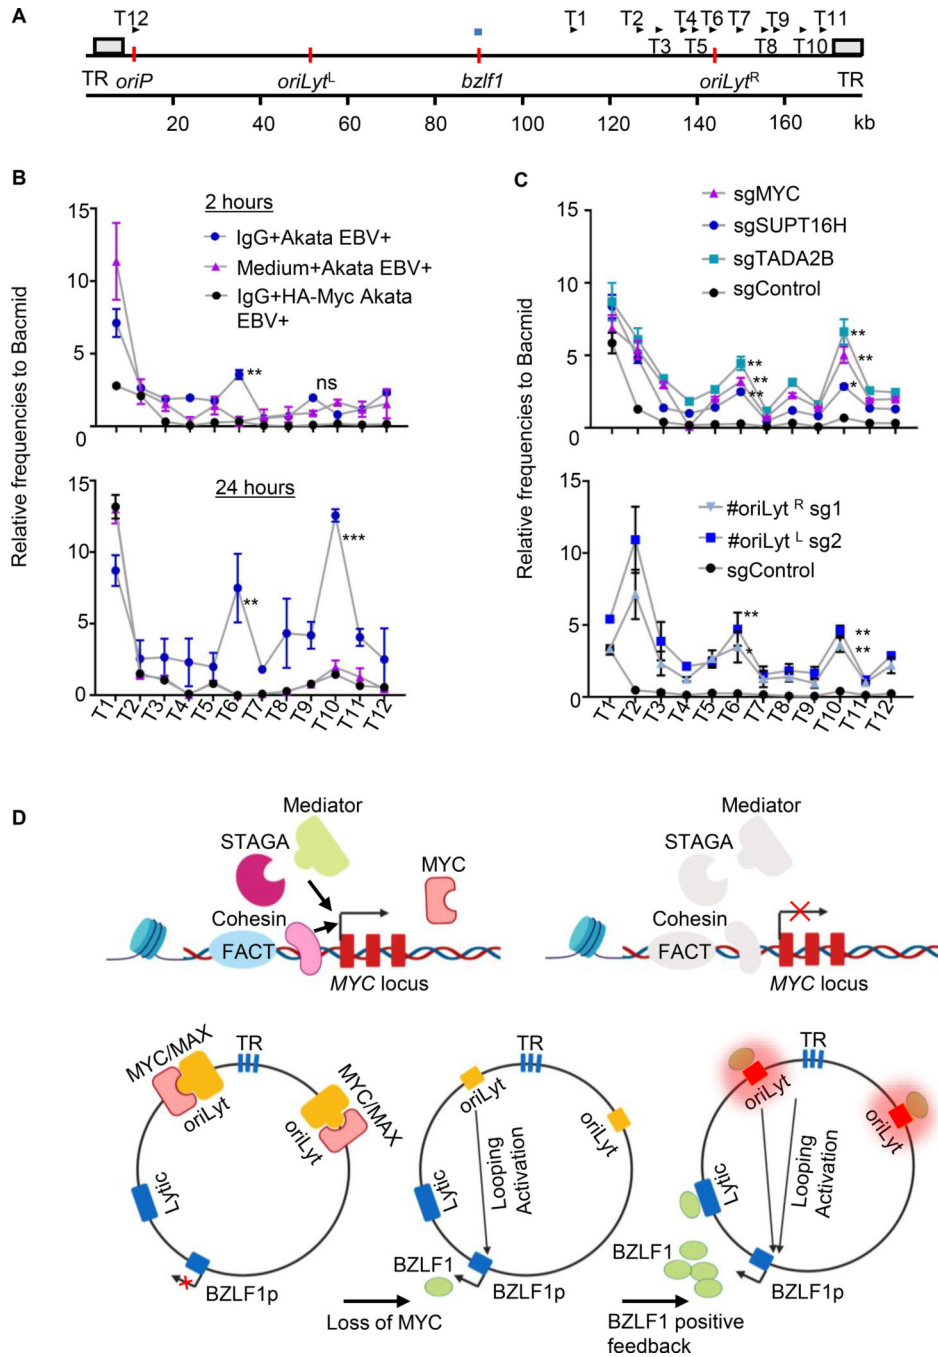 A
T12
T1
T2
T4 T6
T7
T9
T11
T3
T5
T8
T10
TR
oriP
oriLytL
bzlf1
oriLytR
TR
20
40
60
80
100
120
140
160
kb
B
Relative frequencies to Bacmid
2 hours
IgG+Akata EBV+
Medium+Akata EBV+
IgG+HA-Myc Akata
EBV+
15
10
5
0
**
ns
24 hours
15
10
5
0
**
***
T1
T2
T3
T4
T5
T6
T7
T8
T9
T10
T11
T12
C
Relative frequencies to Bacmid
sgMYC
sgSUPT16H
sgTADA2B
sgControl
15
10
5
0
**
**
**
**
**
*
#oriLyt R sg1
#oriLyt L sg2
sgControl
15
10
5
0
**
*
**
**
T1
T2
T3
T4
T5
T6
T7
T8
T9
T10
T11
T12
D
Mediator
STAGA
MYC
Cohesin
FACT
MYC locus
Mediator
STAGA
Cohesin
FACT
MYC locus
MYC/MAX
TR
oriLyt
MYC/MAX
oriLyt
Lytic
BZLF1p
Loss of MYC
TR
oriLyt
oriLyt
Looping
Activation
Lytic
BZLF1
BZLF1p
BZLF1 positive
feedback
TR
oriLyt
oriLyt
Looping
Activation
Lytic
BZLF1
BZLF1p